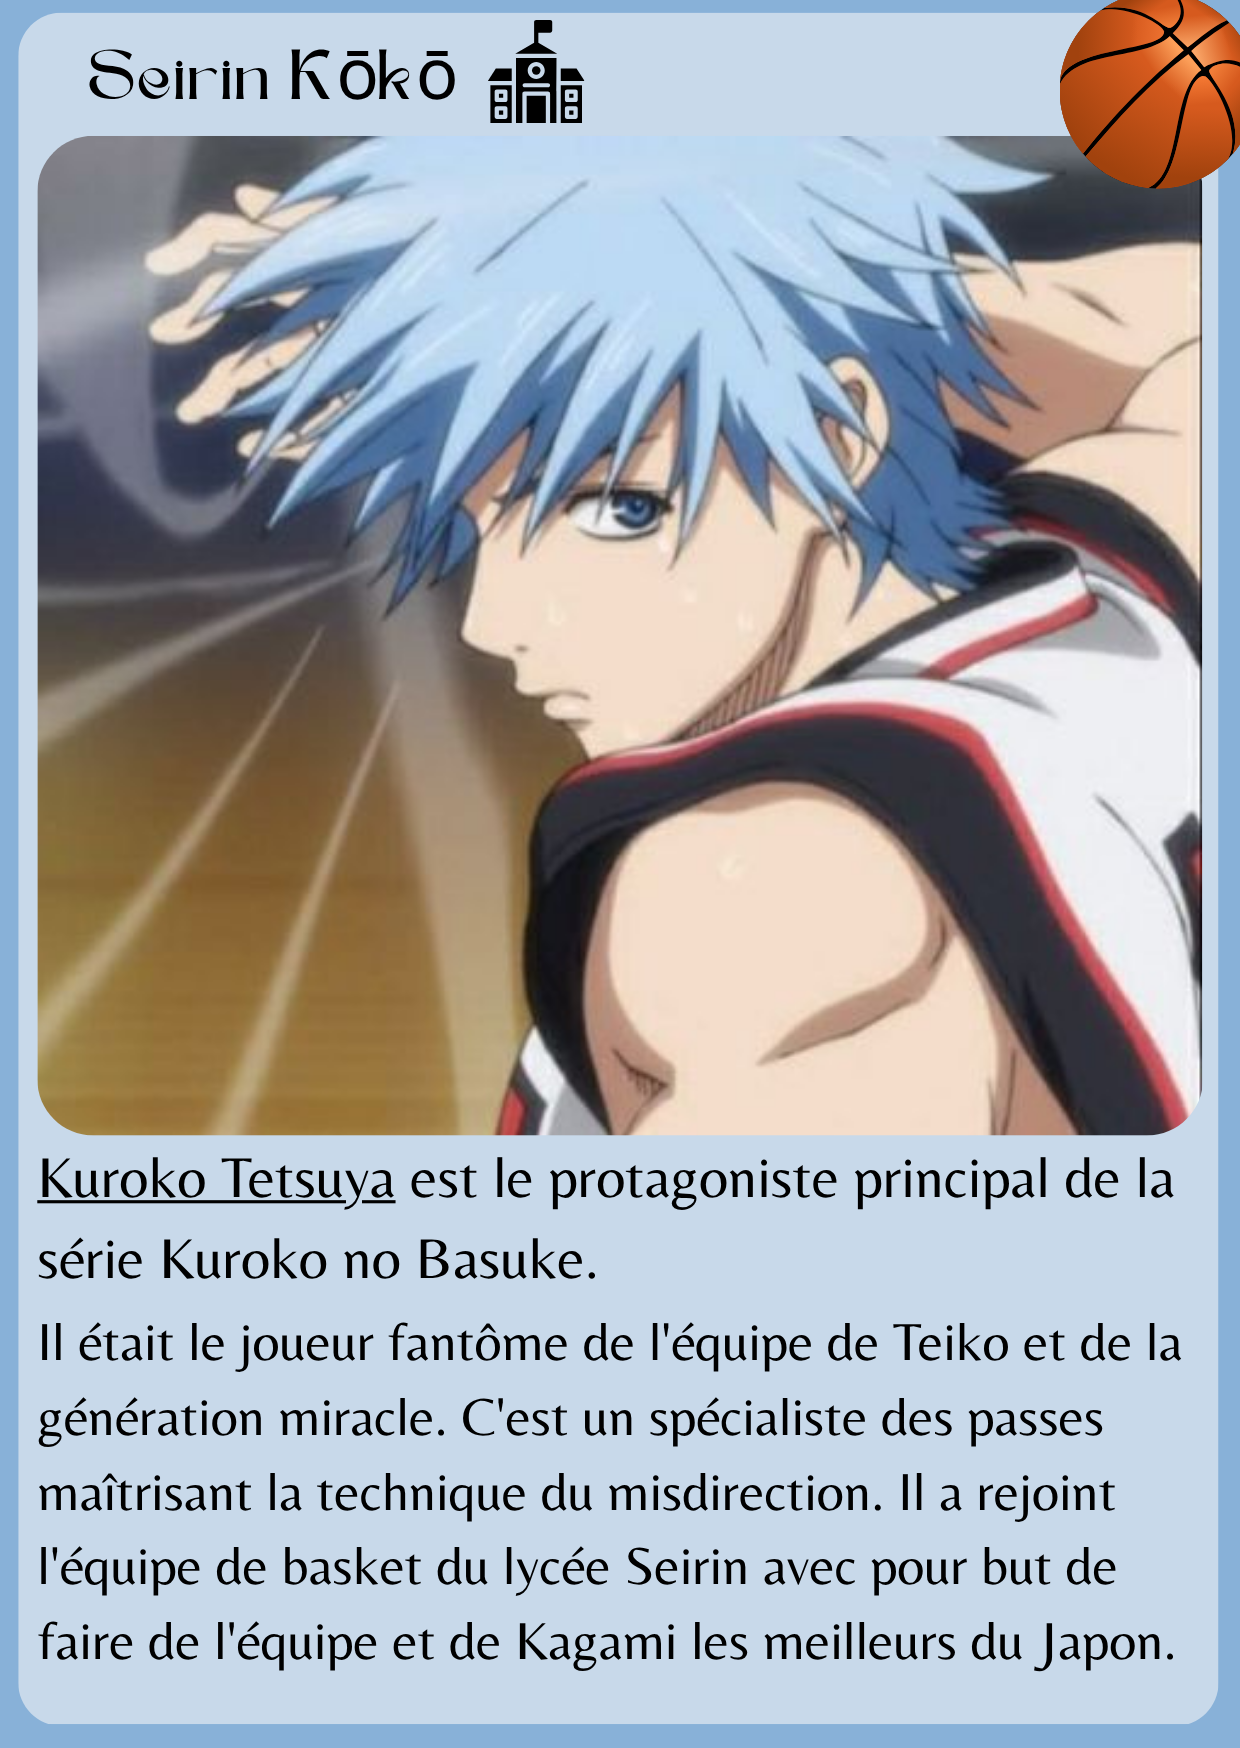 Seirin Kōkō
Kuroko Tetsuya est le protagoniste principal de la
série Kuroko no Basuke.
Il était le joueur fantôme de l'équipe de Teiko et de la
génération miracle. C'est un spécialiste des passes
maîtrisant la technique du misdirection. Il a rejoint
l'équipe de basket du lycée Seirin avec pour but de
faire de l'équipe et de Kagami les meilleurs du Japon.